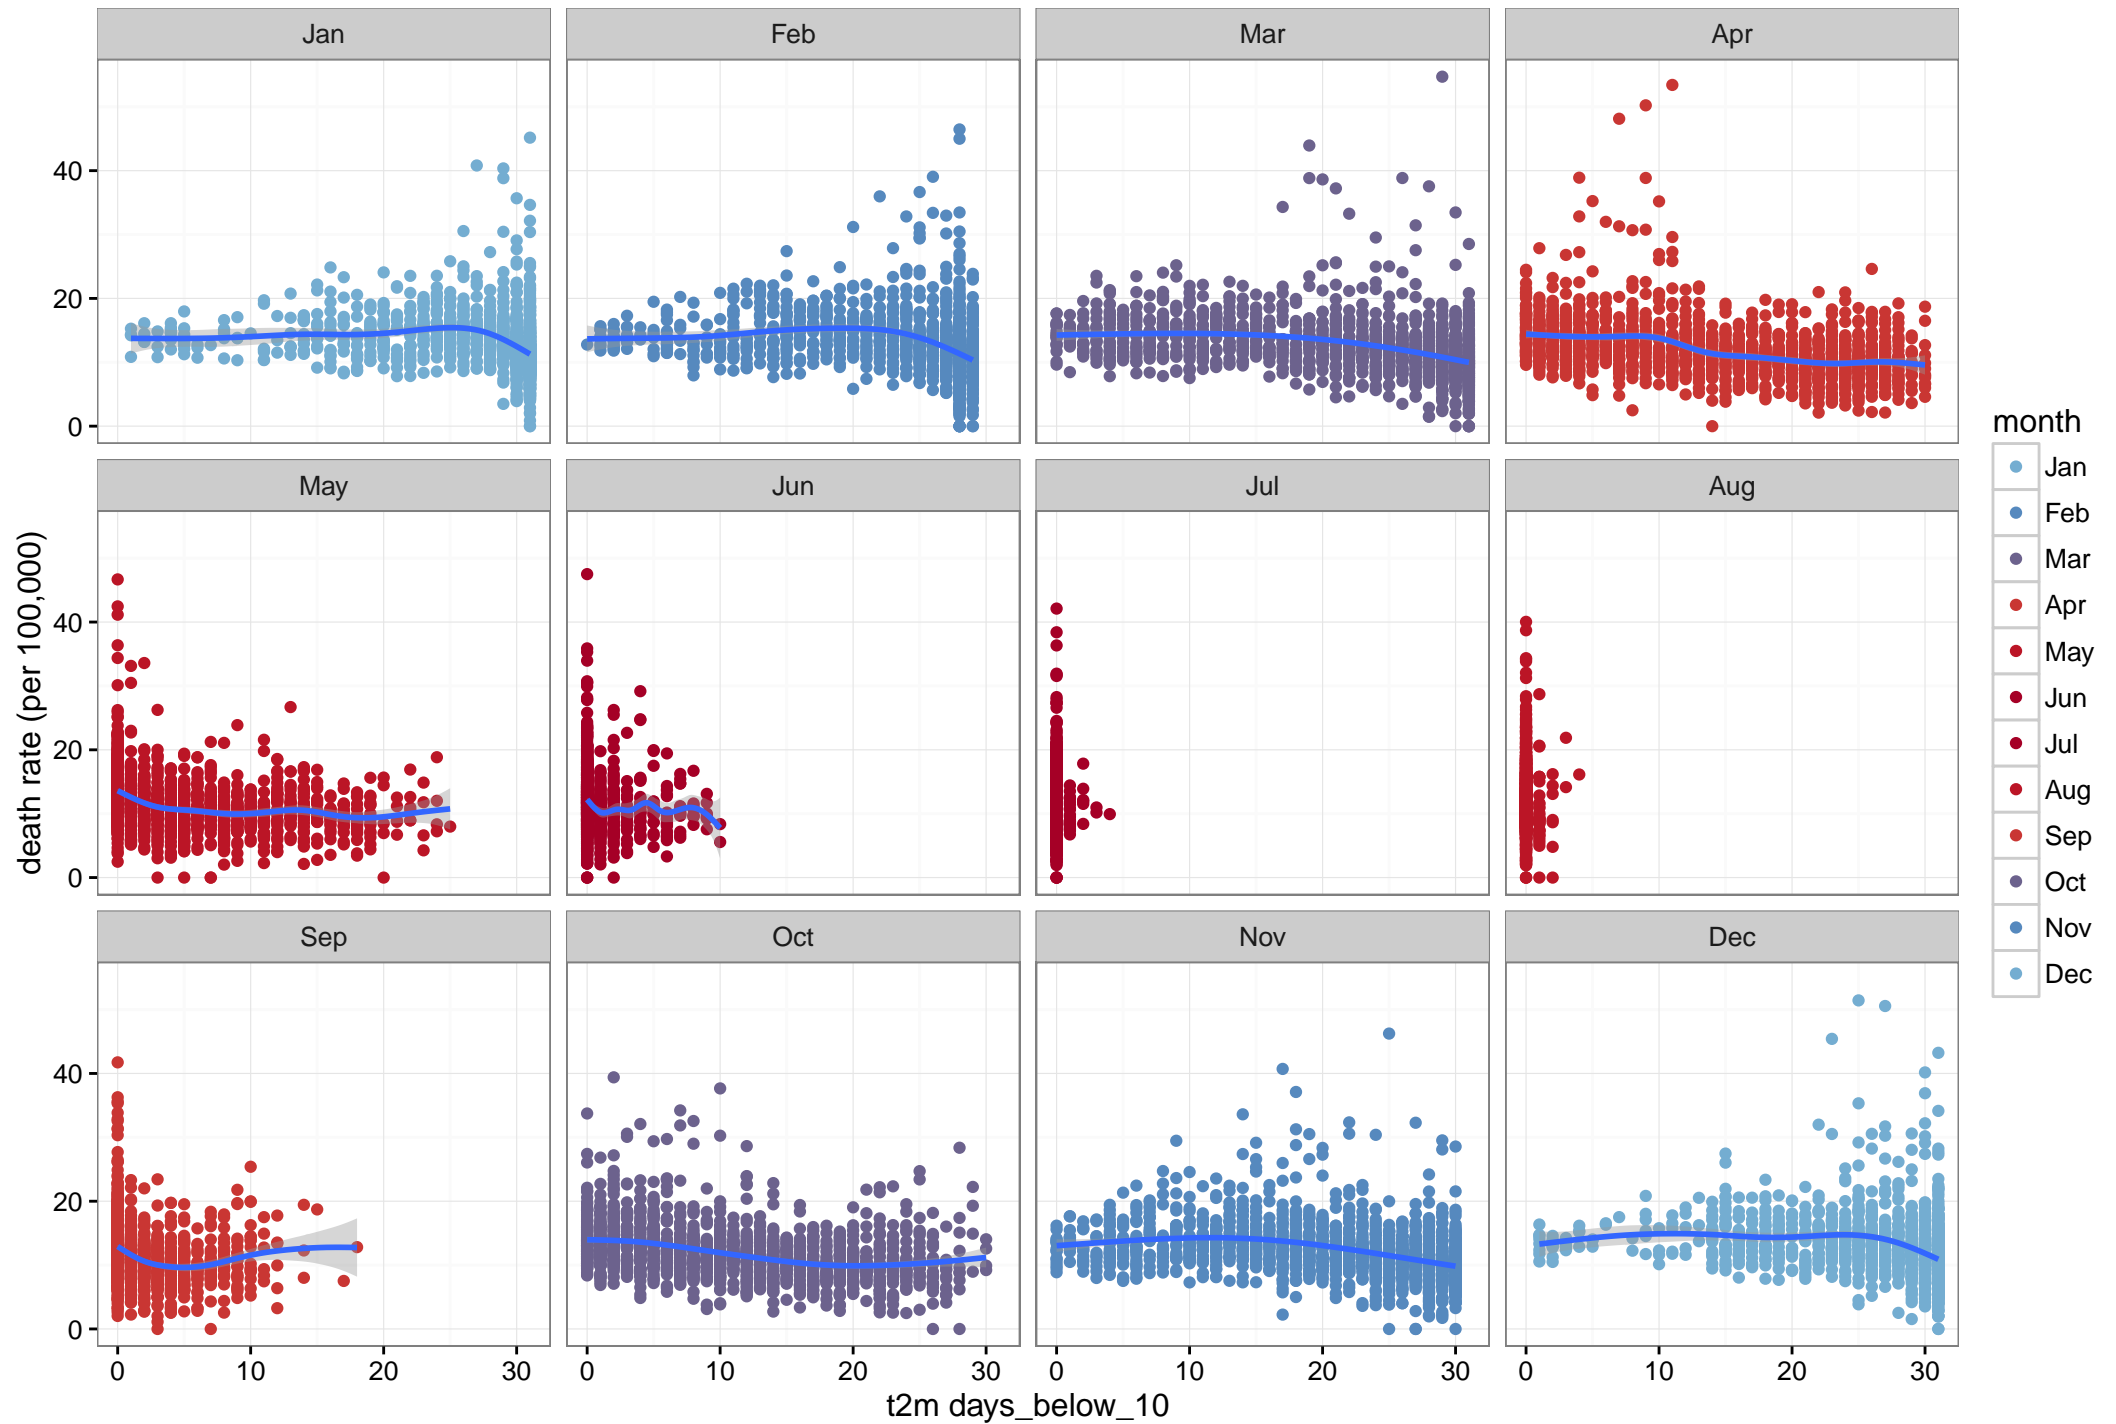 Jan Feb Mar Apr
40
20
0
May Jun Jul Aug
40
20
0
Sep Oct Nov Dec
40
20
0
0 10 20 30 0 10 20 30 0 10 20 30 0 10 20 30
t2m days_below_10
death rate (per 100,000)
month
Jan
Feb
Mar
Apr
May
Jun
Jul
Aug
Sep
Oct
Nov
Dec